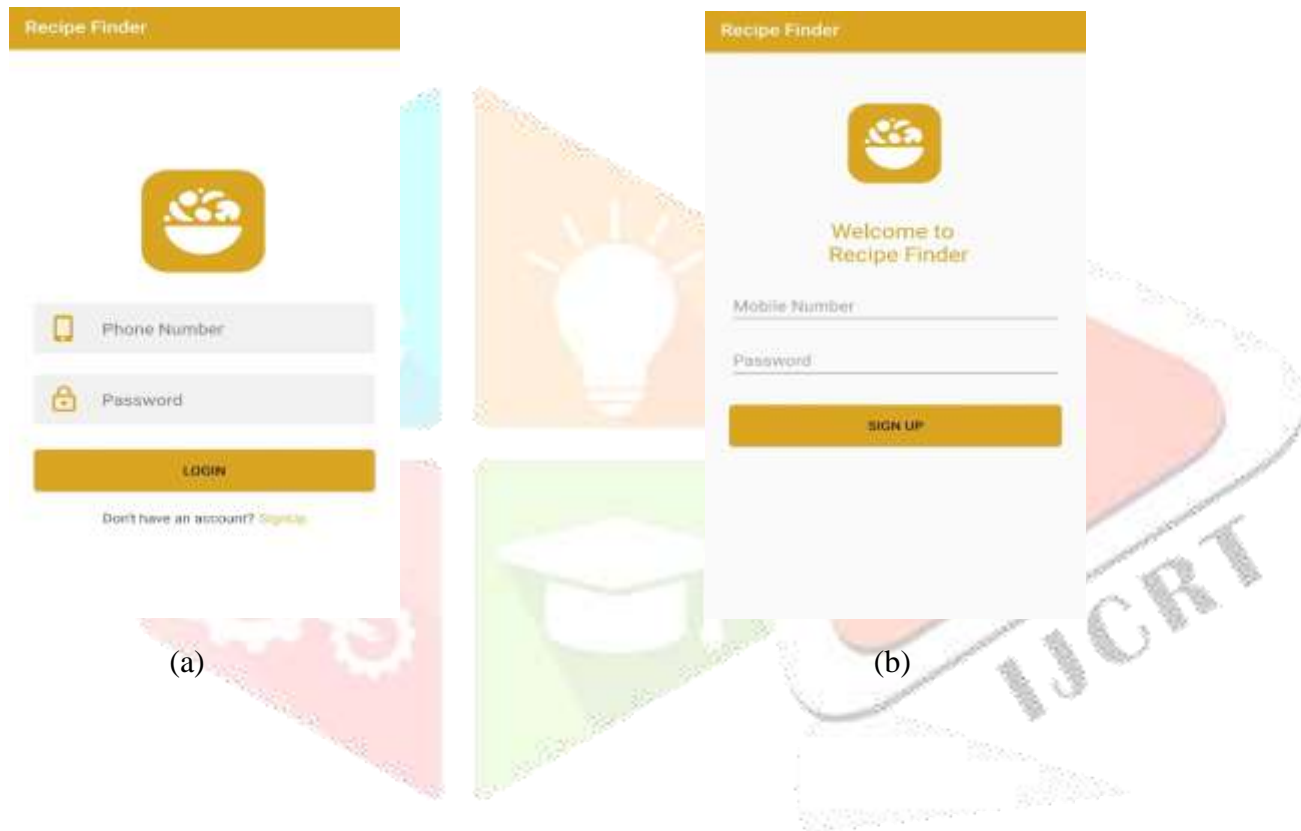 Recipe Finder
Phone Number
Password
LOGIN
Don't have an account? SignUp
(a)
Recipe Finder
Welcome to
Recipe Finder
Mobile Number
Password
SIGN UP
(b)
IJCRT